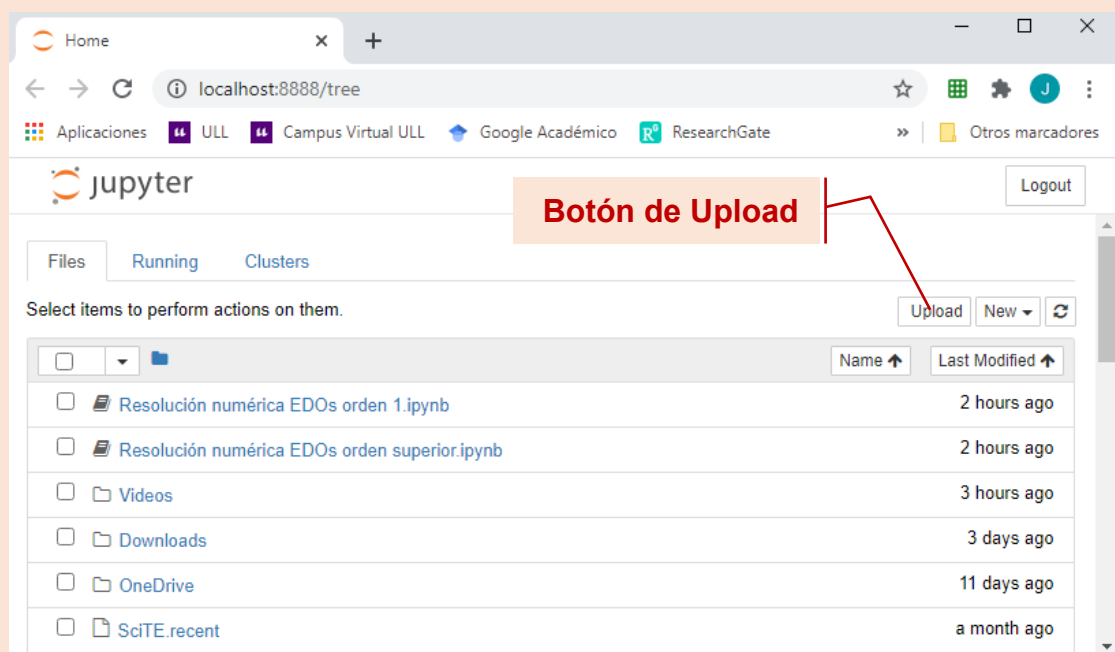 Home
localhost:8888/tree
J
Aplicaciones ULL Campus Virtual ULL Google Académico ResearchGate » Otros marcadores
jupyter Logout
Botón de Upload
Files Running Clusters
Select items to perform actions on them. Upload New
Name Last Modified
Resolución numérica EDOs orden 1.ipynb 2 hours ago
Resolución numérica EDOs orden superior.ipynb 2 hours ago
Videos 3 hours ago
Downloads 3 days ago
OneDrive 11 days ago
SciTE.recent a month ago